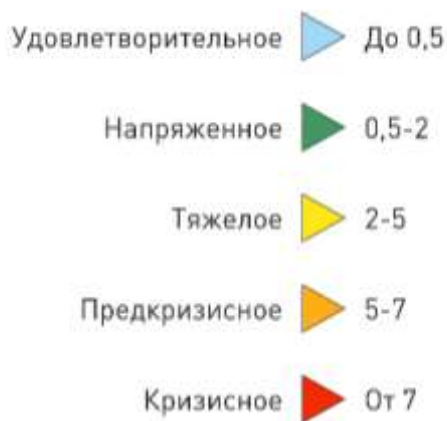 Удовлетворительное До 0,5
Напряженное 0,5-2
Тяжелое 2-5
Предкризисное 5-7
Кризисное От 7